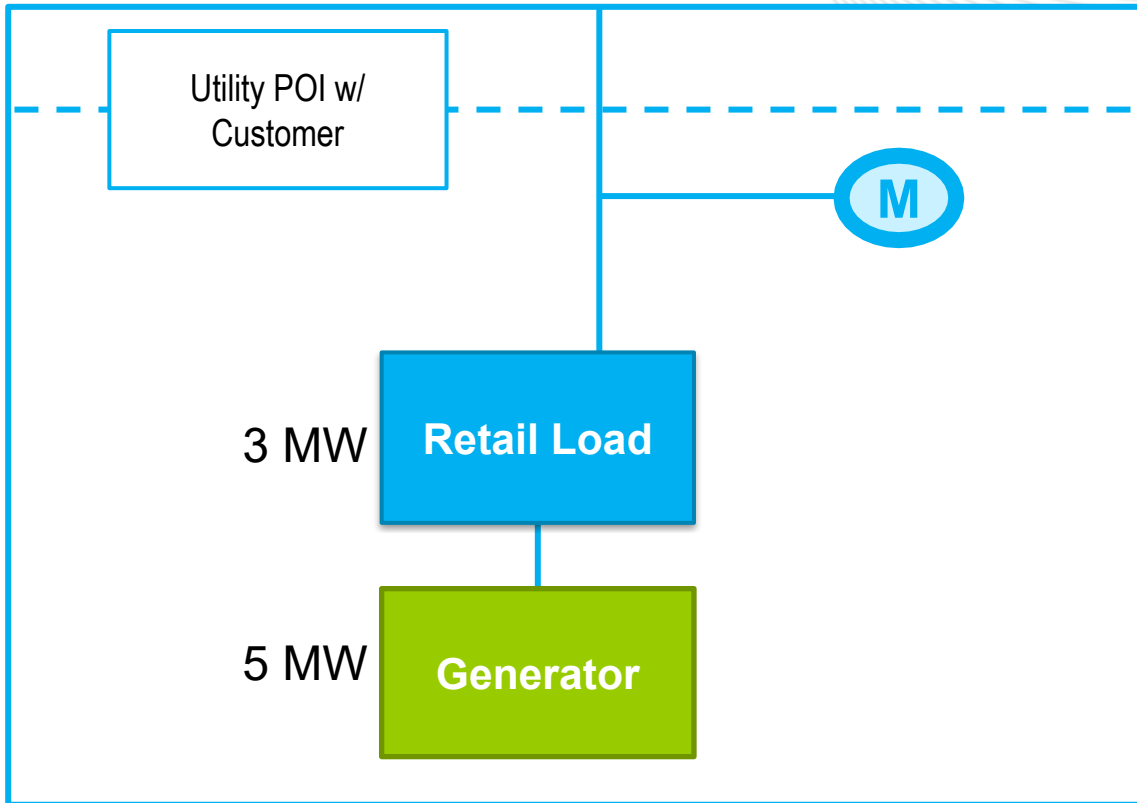 Utility POI w/
Customer
M
3 MW
Retail Load
5 MW
Generator